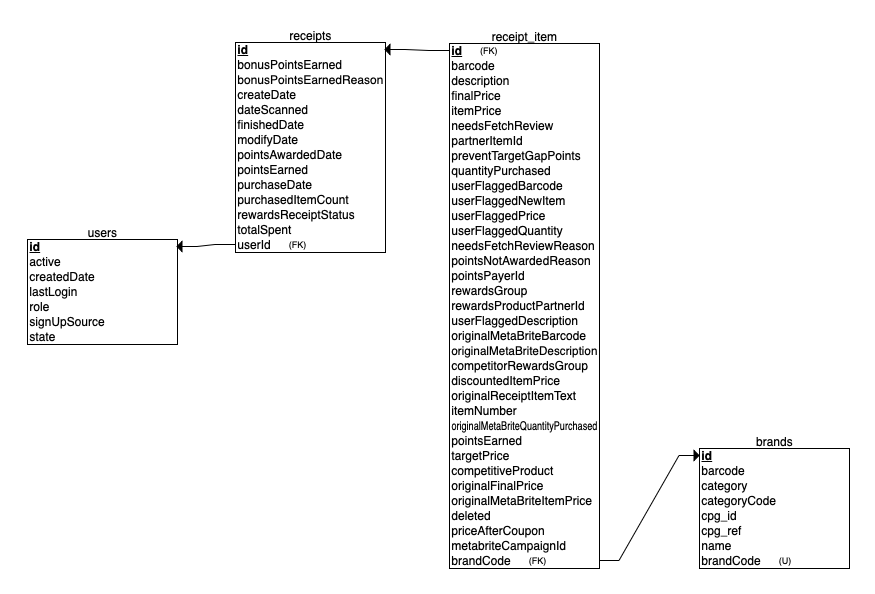 receipts
id
bonusPointsEarned
bonusPointsEarnedReason
createDate
dateScanned
finishedDate
modifyDate
pointsAwardedDate
pointsEarned
purchaseDate
purchasedItemCount
rewardsReceiptStatus
totalSpent
userId (FK)
users
id
active
createdDate
lastLogin
role
signUpSource
state
receipt_item
id (FK)
barcode
description
finalPrice
itemPrice
needsFetchReview
partnerItemId
preventTargetGapPoints
quantityPurchased
userFlaggedBarcode
userFlaggedNewItem
userFlaggedPrice
userFlaggedQuantity
needsFetchReviewReason
pointsNotAwardedReason
pointsPayerId
rewardsGroup
rewardsProductPartnerId
userFlaggedDescription
originalMetaBriteBarcode
originalMetaBriteDescription
competitorRewardsGroup
discountedItemPrice
originalReceiptItemText
itemNumber
originalMetaBriteQuantityPurchased
pointsEarned
targetPrice
competitiveProduct
originalFinalPrice
originalMetaBriteItemPrice
deleted
priceAfterCoupon
metabriteCampaignId
brandCode (FK)
brands
id
barcode
category
categoryCode
cpg_id
cpg_ref
name
brandCode (U)